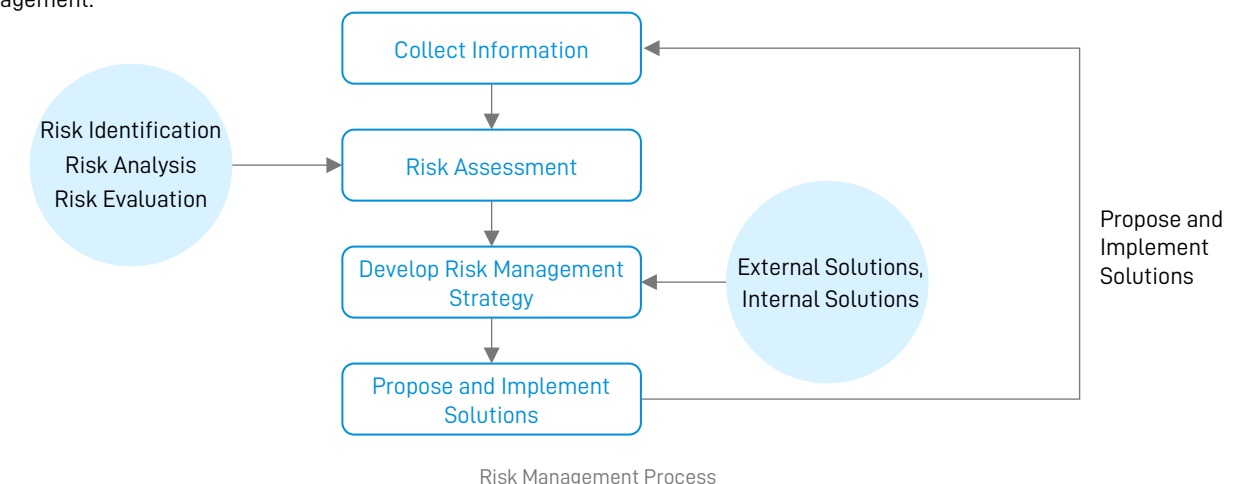 Collect Information
Risk Identification
Risk Analysis
Risk Evaluation
Risk Assessment
Develop Risk Management
Strategy
External Solutions,
Internal Solutions
Propose and
Implement
Solutions
Propose and Implement
Solutions
Risk Management Process